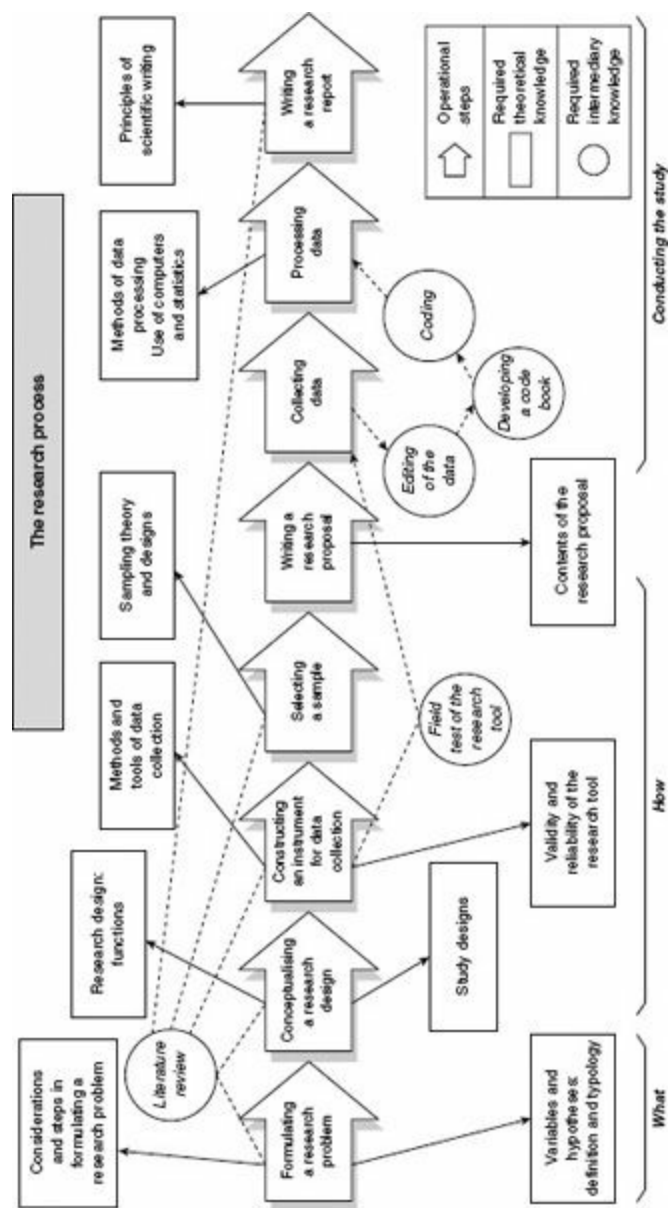 The research process
Considerations
and steps in
formulating a
research problem
Research design:
functions
Methods and
tools of data
collection
Sampling theory
and designs
Methods of data
processing
Use of computers
and statistics
Principles of
scientific writing
Literature
review
Formulating
a research
problem
Conceptualising
a research
design
Constructing
an instrument
for data
collection
Selecting
a sample
Writing a
research
proposal
Collecting
data
Processing
data
Writing
a research
report
Field
test of the
research
tool
Editing
of the
data
Developing
a code
book
Coding
Variables and
hypotheses:
definition and typology
Study designs
Validity and
reliability of the
research tool
Contents of the
research proposal
Operational
steps
Required
theoretical
knowledge
Required
intermediary
knowledge
What
How
Conducting the study